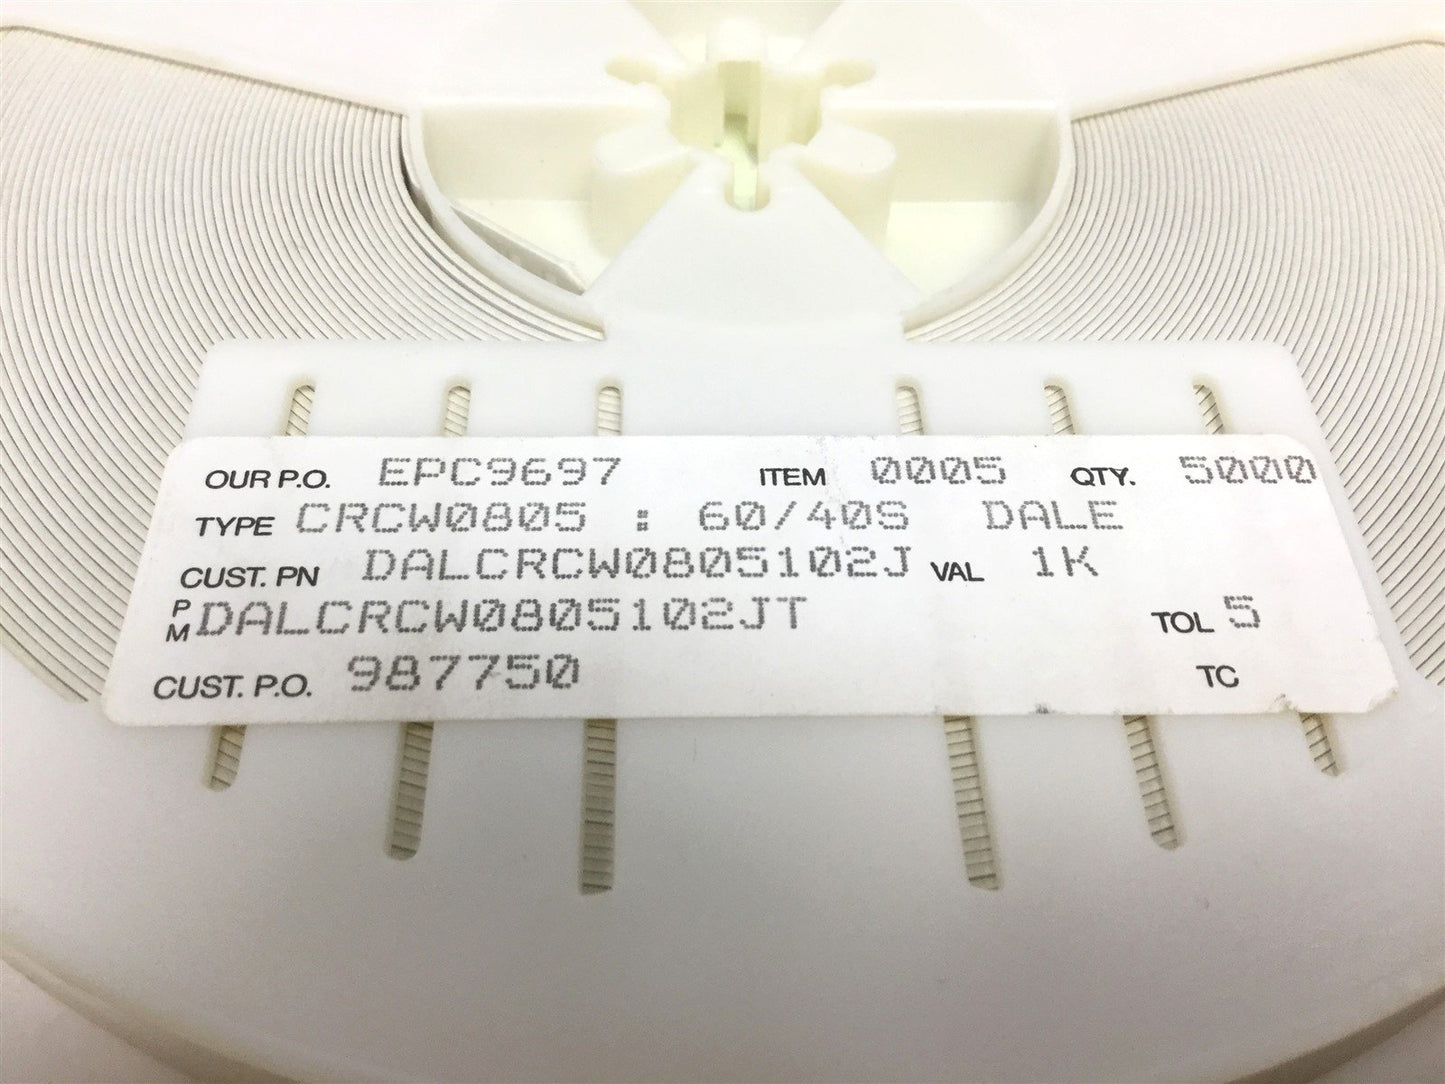 OUR P.O. EPC9697 ITEM 0005 QTY. 5000
TYPE CRCW0805 : 60/40S DALE
CUST. PN DALCRCW0805102J VAL 1K
PM DALCRCW0805102JT TOL 5
CUST. P.O. 987750 TC